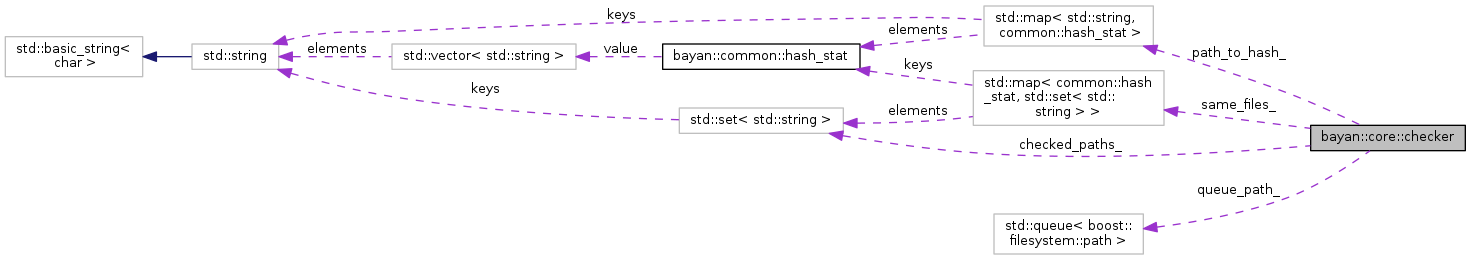 std::basic_string<
char >
std::string
elements
std::vector< std::string >
value
bayan::common::hash_stat
keys
keys
std::set< std::string >
elements
keys
elements
std::map< std::string,
common::hash_stat >
std::map< common::hash
_stat, std::set< std::
string > >
path_to_hash_
same_files_
checked_paths_
queue_path_
bayan::core::checker
std::queue< boost::
filesystem::path >